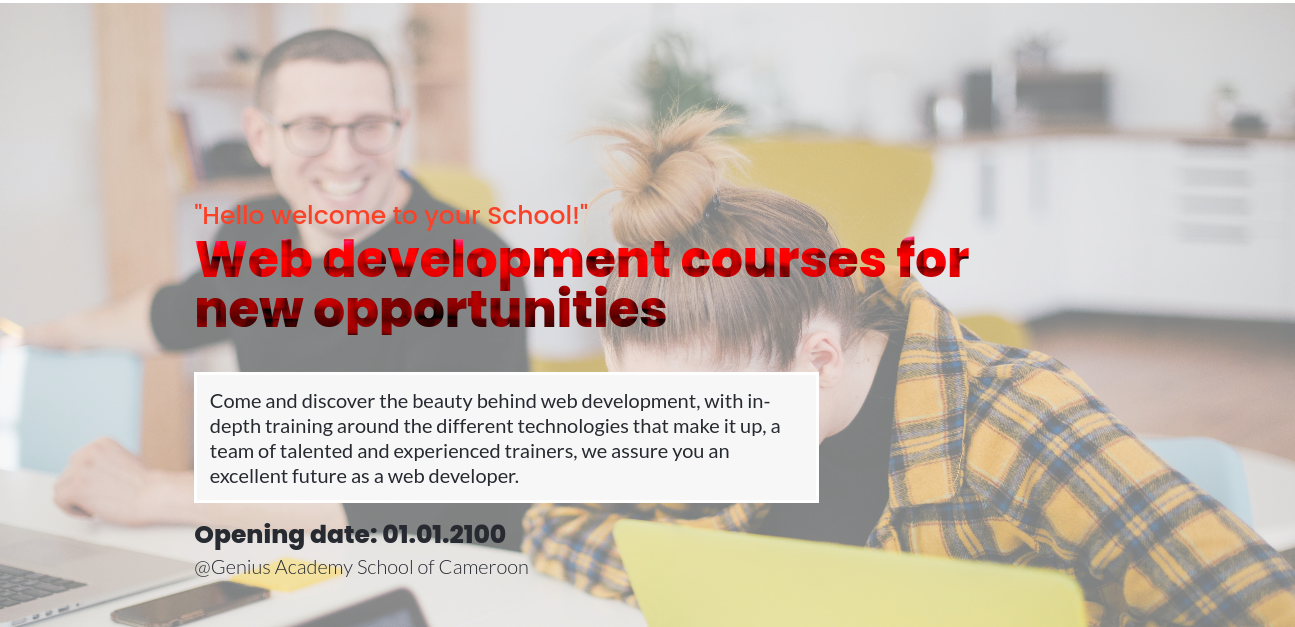 "Hello welcome to your School!"
Web development courses for
new opportunities
Come and discover the beauty behind web development, with in-
depth training around the different technologies that make it up, a
team of talented and experienced trainers, we assure you an
excellent future as a web developer.
Opening date: 01.01.2100
@Genius Academy School of Cameroon